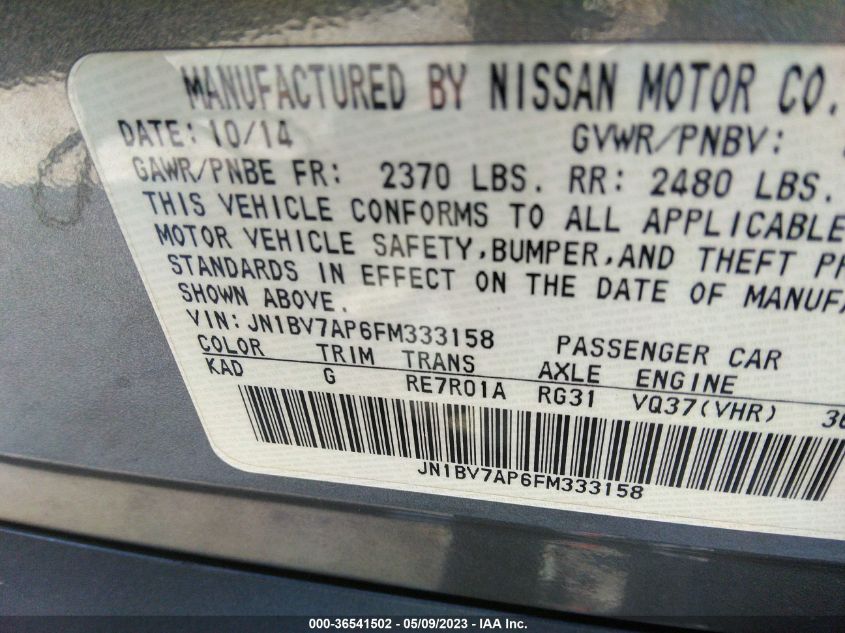 MANUFACTURED BY NISSAN MOTOR CO.
DATE: 10/14 GVWR/PNBV:
GAWR/PNBE FR: 2370 LBS. RR: 2480 LBS.
THIS VEHICLE CONFORMS TO ALL APPLICABLE
MOTOR VEHICLE SAFETY,BUMPER,AND THEFT PR
STANDARDS IN EFFECT ON THE DATE OF MANUFA
SHOWN ABOVE.
VIN:JN1BV7AP6FM333158 PASSENGER CAR
COLOR TRIM TRANS AXLE ENGINE
KAD G RE7R01A RG31 VQ37(VHR)
JN1BV7AP6FM333158
000-36541502 — 05/09/2023 — IAA Inc.